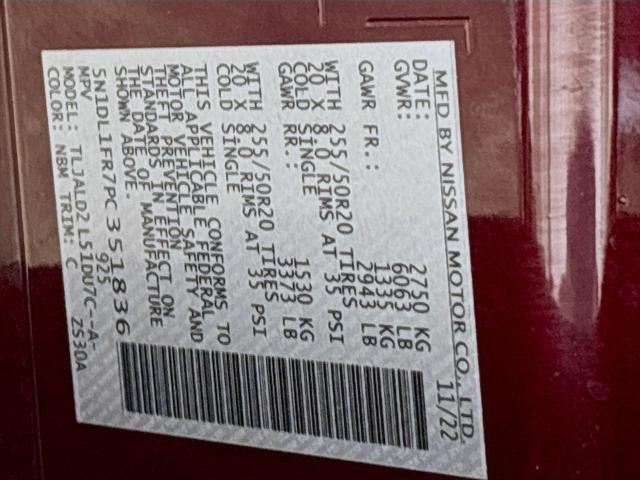 MFD BY NISSAN MOTOR CO., LTD.
DATE: 11/22
GVWR: 2750 KG
6063 LB
GAWR FR.: 1335 KG
2943 LB
WITH 255/50R20 TIRES
20 X 8.0 RIMS AT 35 PSI
COLD SINGLE
GAWR RR.: 1530 KG
3373 LB
WITH 255/50R20 TIRES
20 X 8.0 RIMS AT 35 PSI
COLD SINGLE
THIS VEHICLE CONFORMS TO
ALL APPLICABLE FEDERAL
MOTOR VEHICLE SAFETY AND
THEFT PREVENTION
STANDARDS IN EFFECT ON
THE DATE OF MANUFACTURE
SHOWN ABOVE.
5N1DL1FR7PC351836
MPV 925
MODEL: TLJALD2 L51DU7C--A-
COLOR: NBM TRIM: C Z530A